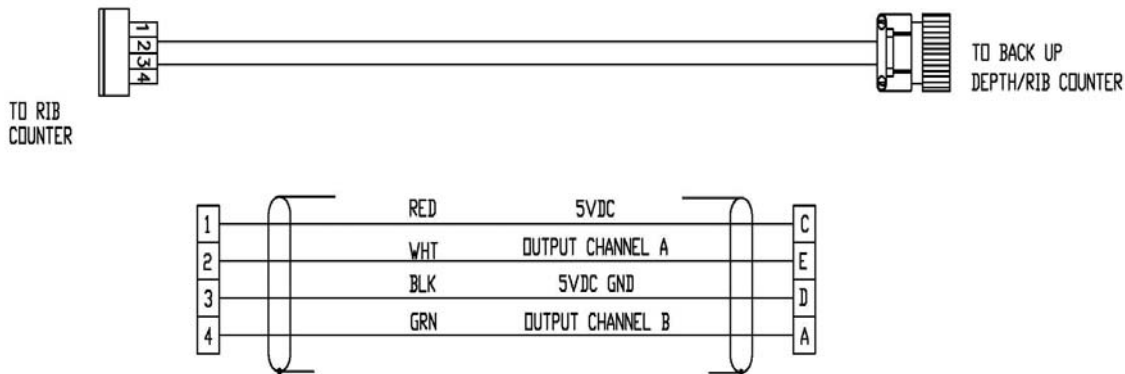 1
2
3
4
TO RIB
COUNTER
TO BACK UP
DEPTH/RIB COUNTER
1 RED 5VDC C
2 WHT OUTPUT CHANNEL A E
3 BLK 5VDC GND D
4 GRN OUTPUT CHANNEL B A